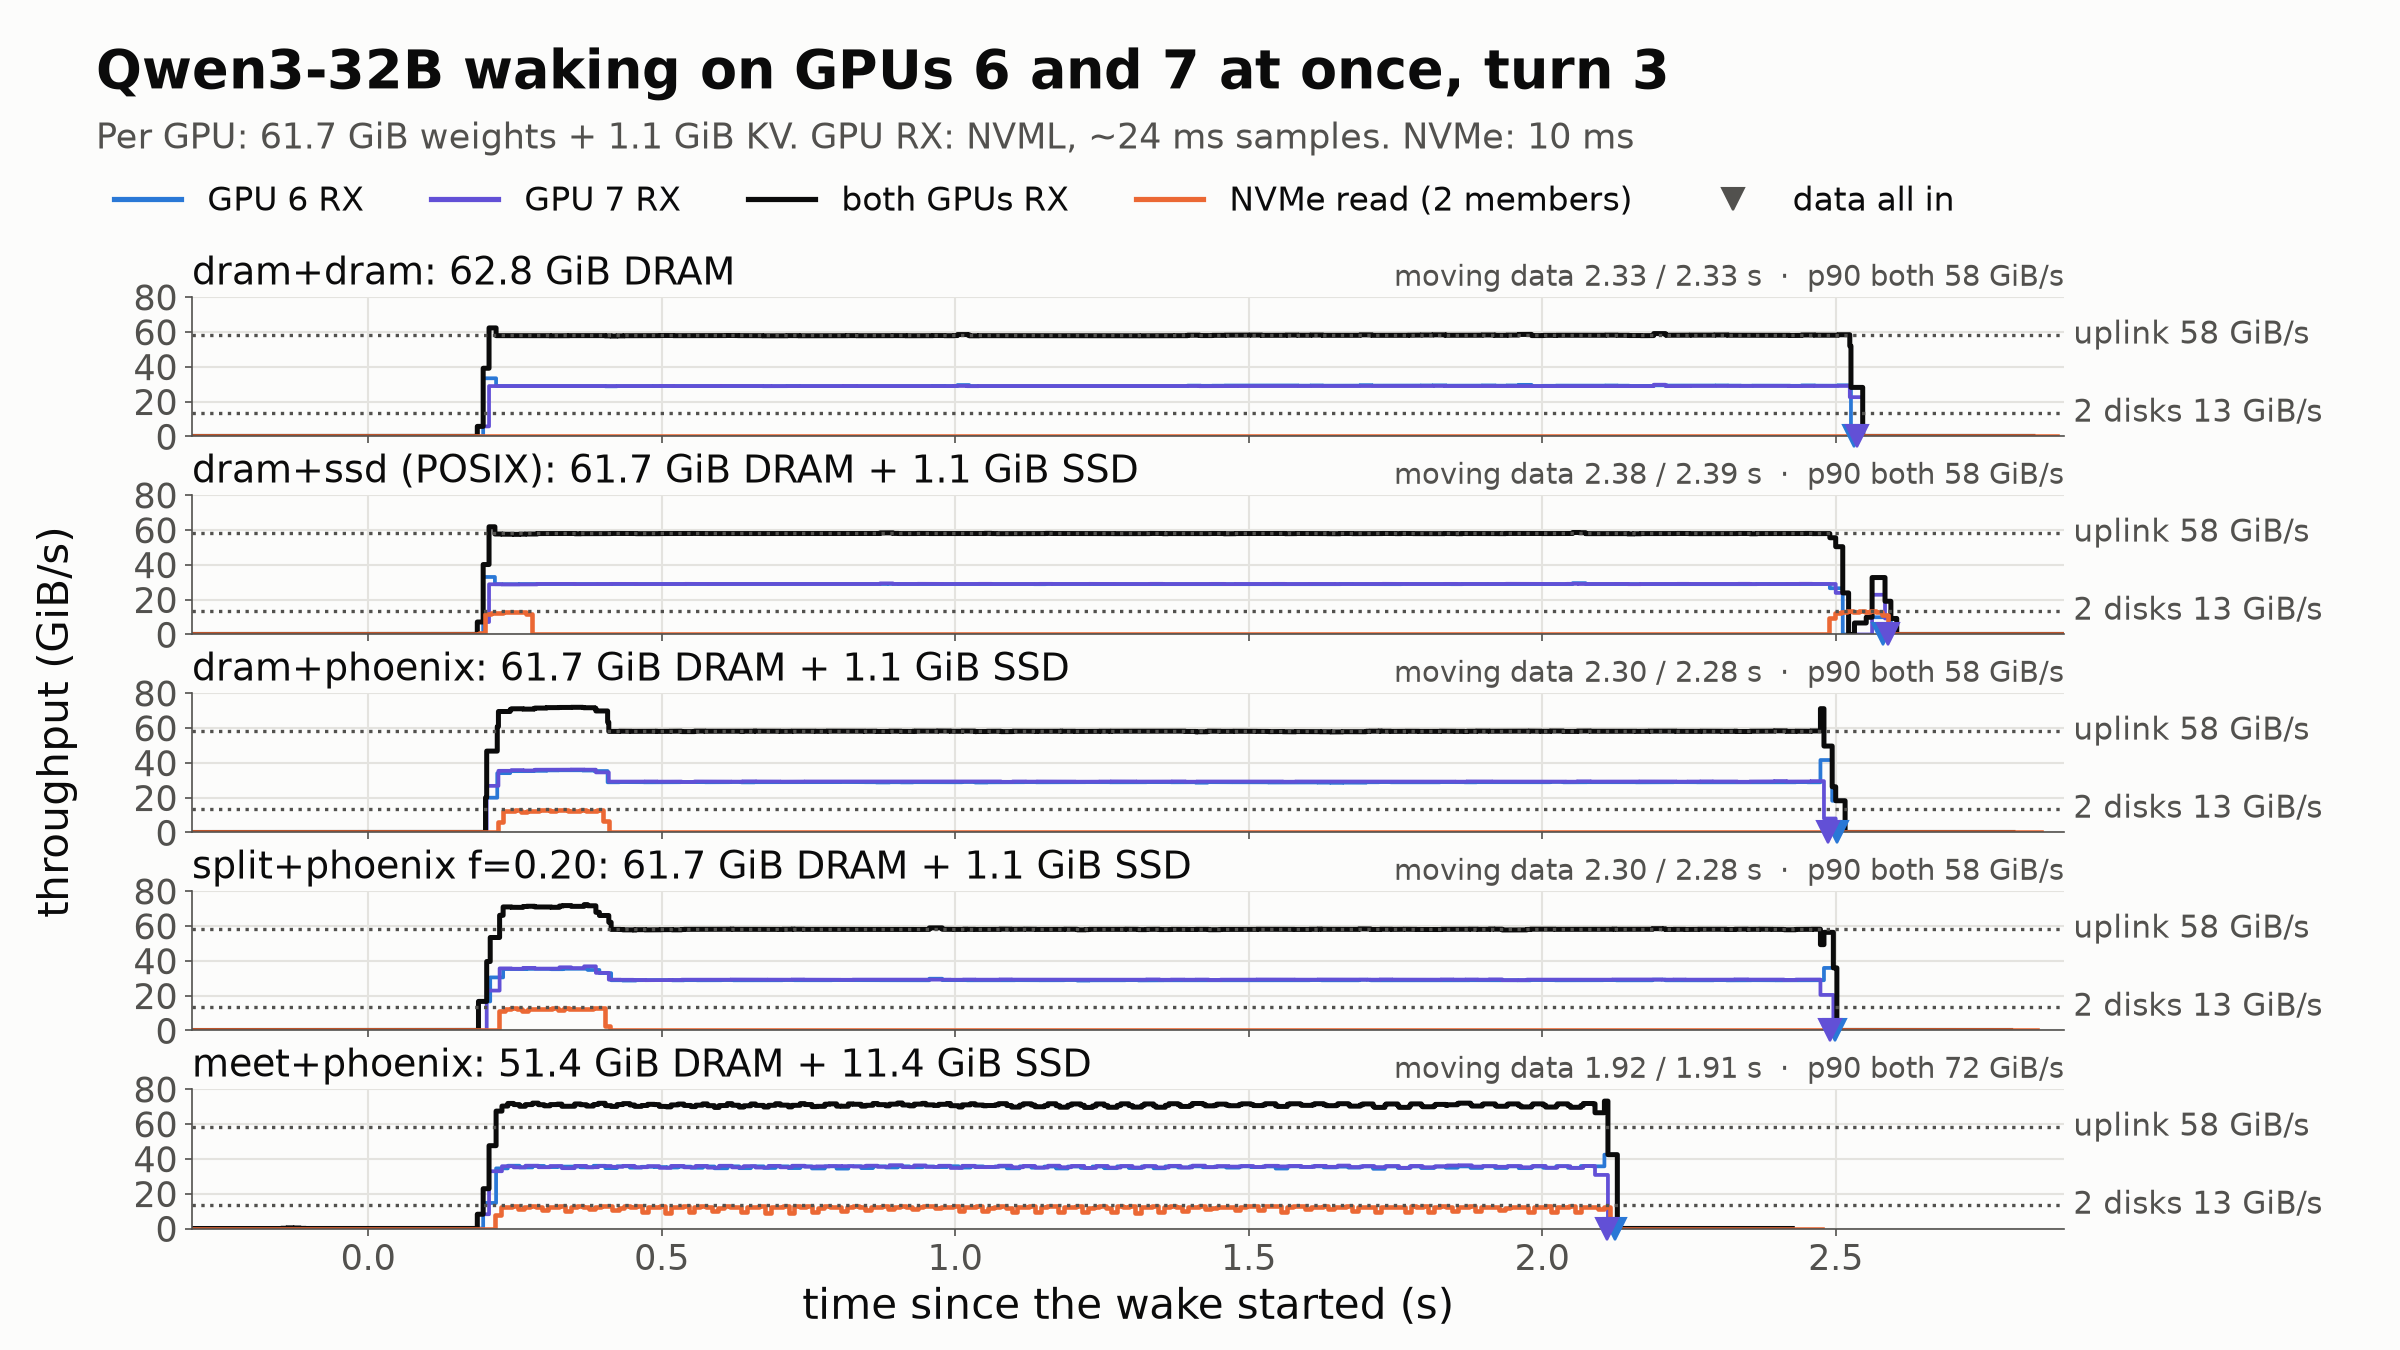 Qwen3-32B waking on GPUs 6 and 7 at once, turn 3
Per GPU: 61.7 GiB weights + 1.1 GiB KV. GPU RX: NVML, ~24 ms samples. NVMe: 10 ms
GPU 6 RX GPU 7 RX both GPUs RX NVMe read (2 members) data all in
throughput (GiB/s)
dram+dram: 62.8 GiB DRAM moving data 2.33 / 2.33 s · p90 both 58 GiB/s
80
60 uplink 58 GiB/s
40
20 2 disks 13 GiB/s
0
dram+ssd (POSIX): 61.7 GiB DRAM + 1.1 GiB SSD moving data 2.38 / 2.39 s · p90 both 58 GiB/s
80
60 uplink 58 GiB/s
40
20 2 disks 13 GiB/s
0
dram+phoenix: 61.7 GiB DRAM + 1.1 GiB SSD moving data 2.30 / 2.28 s · p90 both 58 GiB/s
80
60 uplink 58 GiB/s
40
20 2 disks 13 GiB/s
0
split+phoenix f=0.20: 61.7 GiB DRAM + 1.1 GiB SSD moving data 2.30 / 2.28 s · p90 both 58 GiB/s
80
60 uplink 58 GiB/s
40
20 2 disks 13 GiB/s
0
meet+phoenix: 51.4 GiB DRAM + 11.4 GiB SSD moving data 1.92 / 1.91 s · p90 both 72 GiB/s
80
60 uplink 58 GiB/s
40
20 2 disks 13 GiB/s
0
0.0 0.5 1.0 1.5 2.0 2.5
time since the wake started (s)